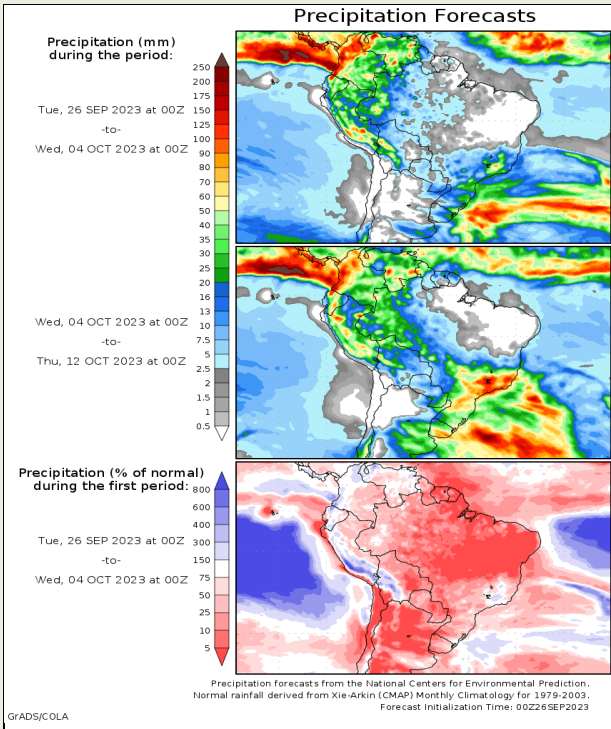 Precipitation Forecasts
Precipitation (mm)
during the period:
Tue, 26 SEP 2023 at 00Z
-to-
Wed, 04 OCT 2023 at 00Z
250
200
175
150
125
100
90
80
70
60
50
40
35
30
25
20
16
13
10
7.5
5
2.5
2
1.5
1
0.5
Wed, 04 OCT 2023 at 00Z
-to-
Thu, 12 OCT 2023 at 00Z
Precipitation (% of normal)
during the first period:
Tue, 26 SEP 2023 at 00Z
-to-
Wed, 04 OCT 2023 at 00Z
800
600
400
300
150
75
50
25
10
5
Precipitation forecasts from the National Centers for Environmental Prediction.
Normal rainfall derived from Xie-Arkin (CMAP) Monthly Climatology for 1979-2003.
Forecast Initialization Time: 00Z26SEP2023
GrADS/COLA